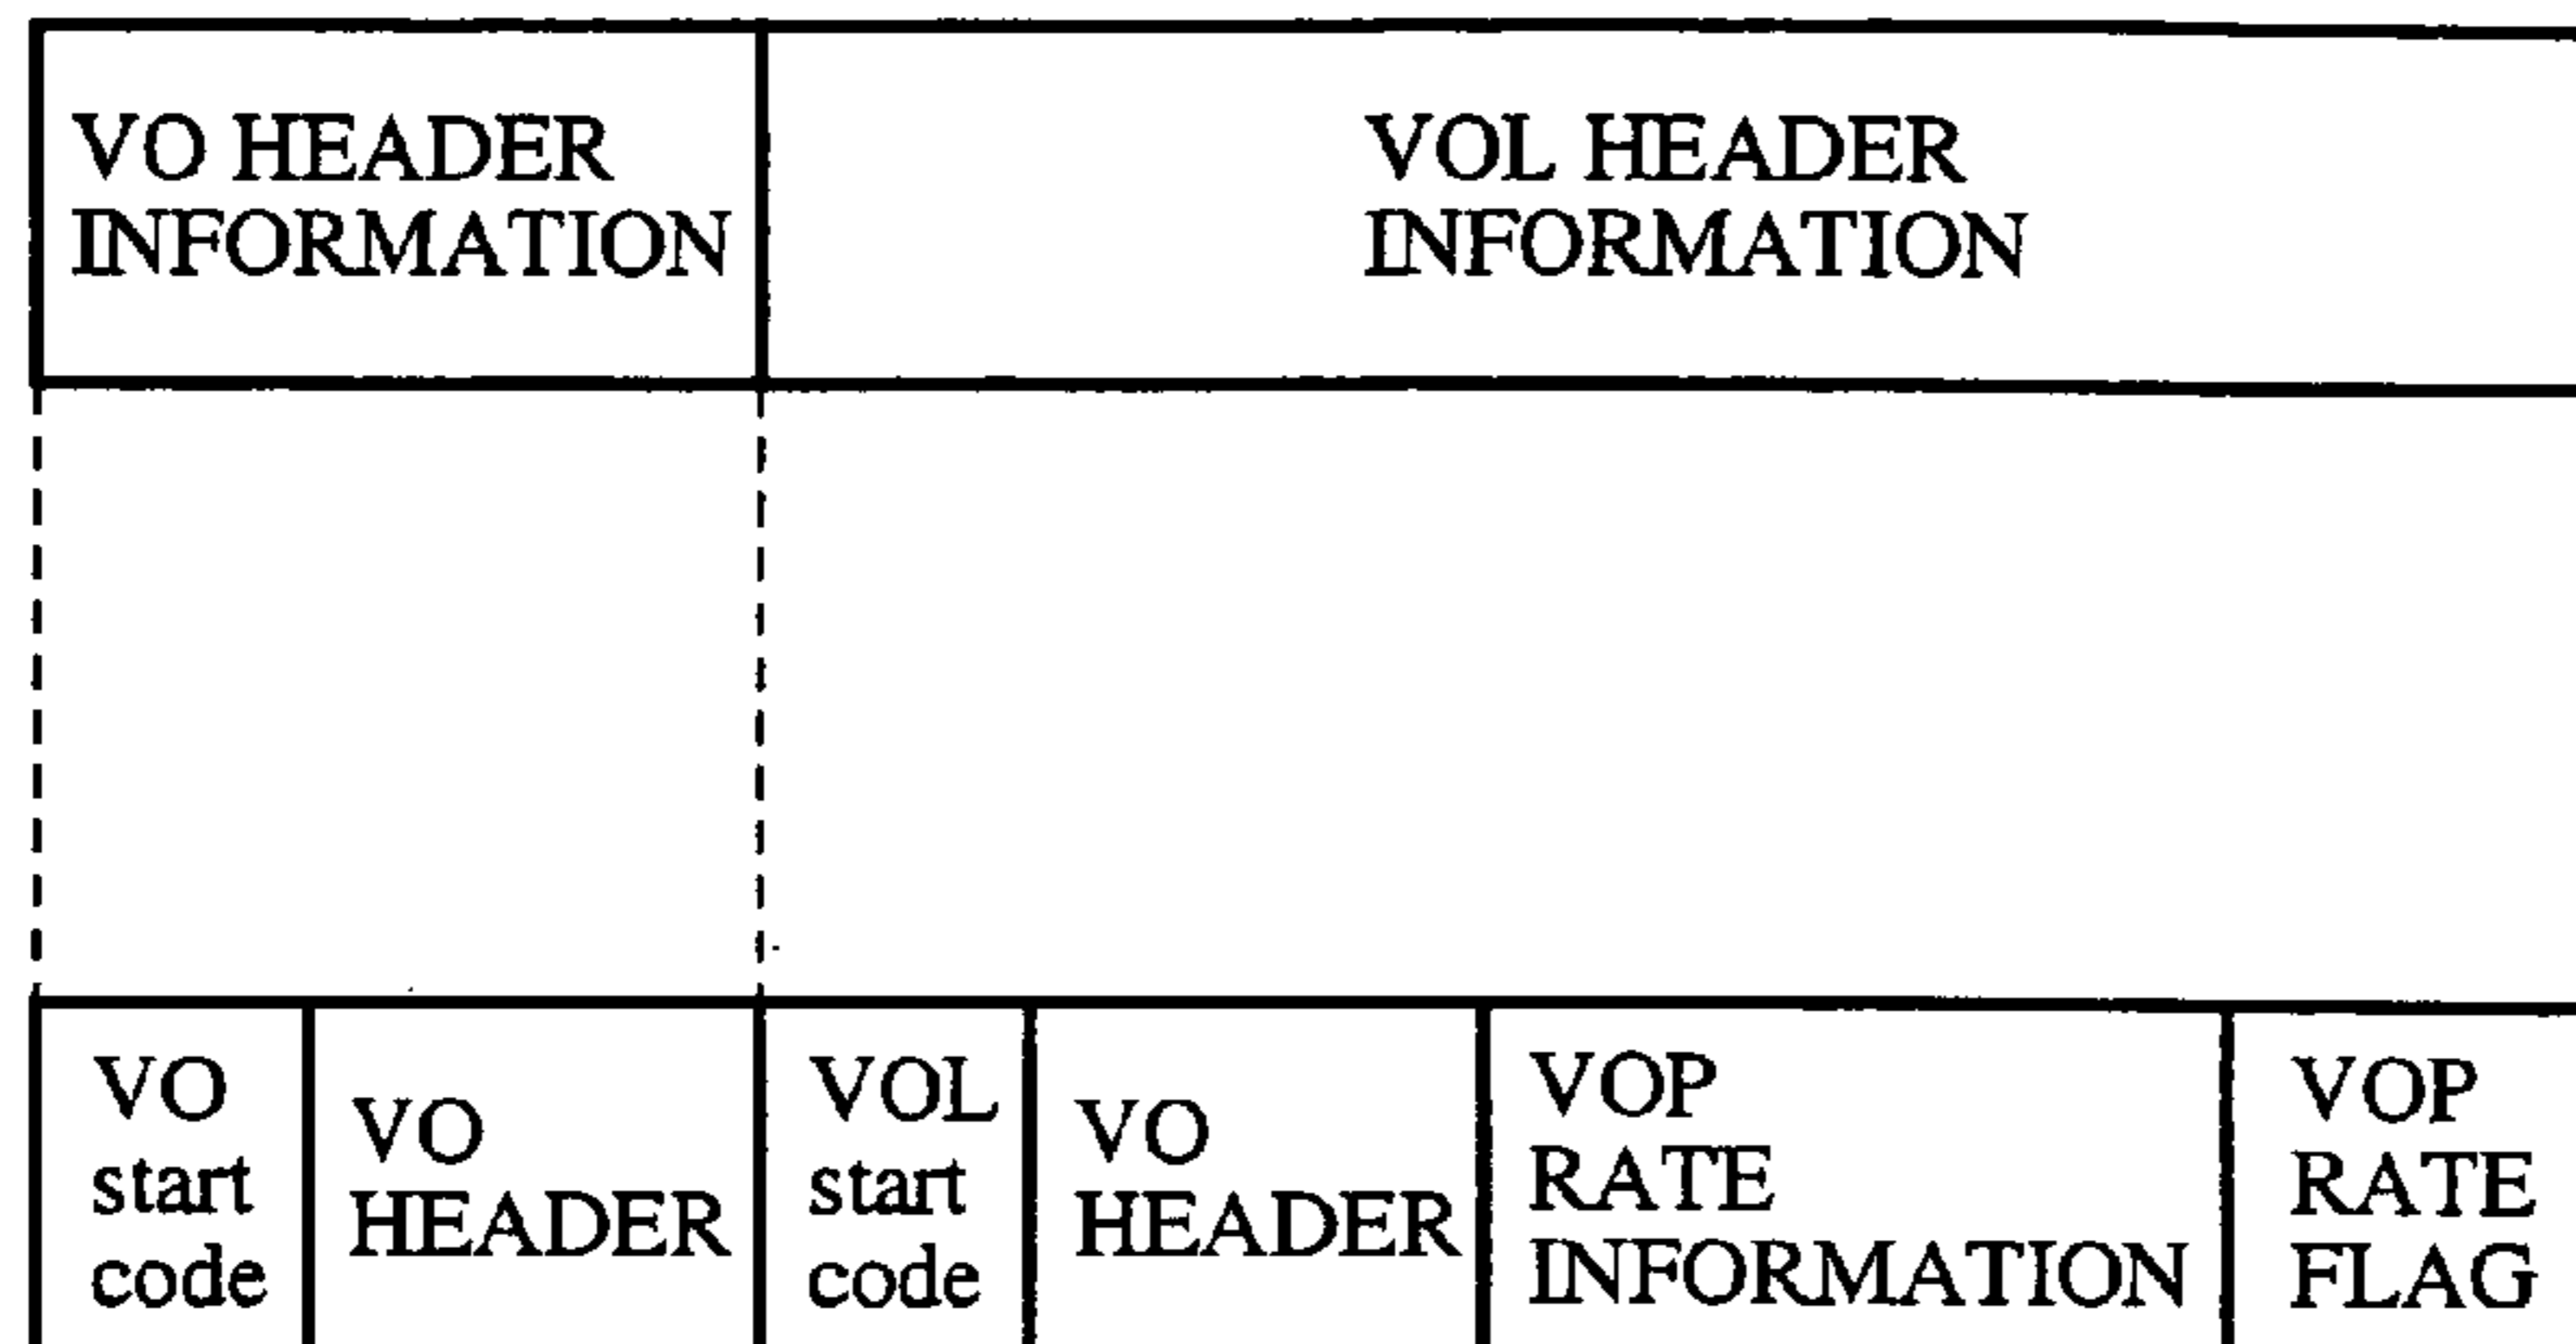 VO HEADER
INFORMATION
VOL HEADER
INFORMATION
VO
start
code
VO
HEADER
VOL
start
code
VO
HEADER
VOP
RATE
INFORMATION
VOP
RATE
FLAG